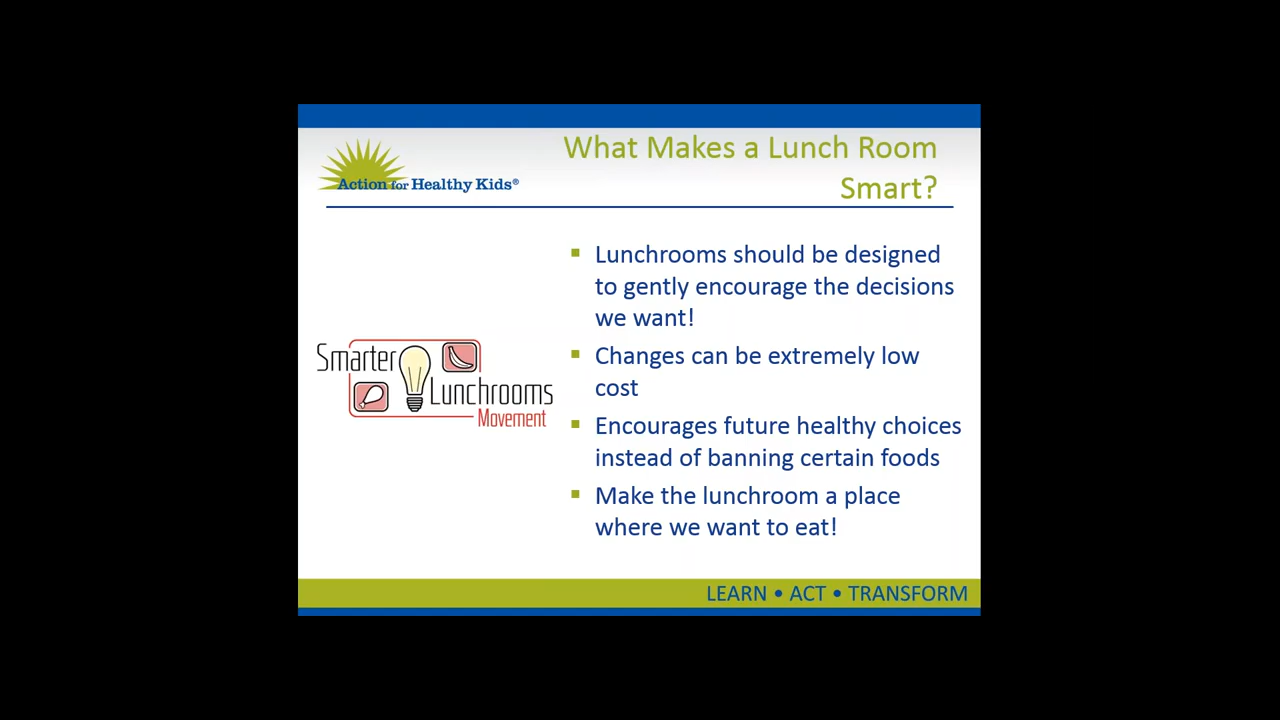 What Makes a Lunch Room
Smart?
Action for Healthy Kids®
Smarter
Lunchrooms
Movement
▪ Lunchrooms should be designed
to gently encourage the decisions
we want!
▪ Changes can be extremely low
cost
▪ Encourages future healthy choices
instead of banning certain foods
▪ Make the lunchroom a place
where we want to eat!
LEARN • ACT • TRANSFORM